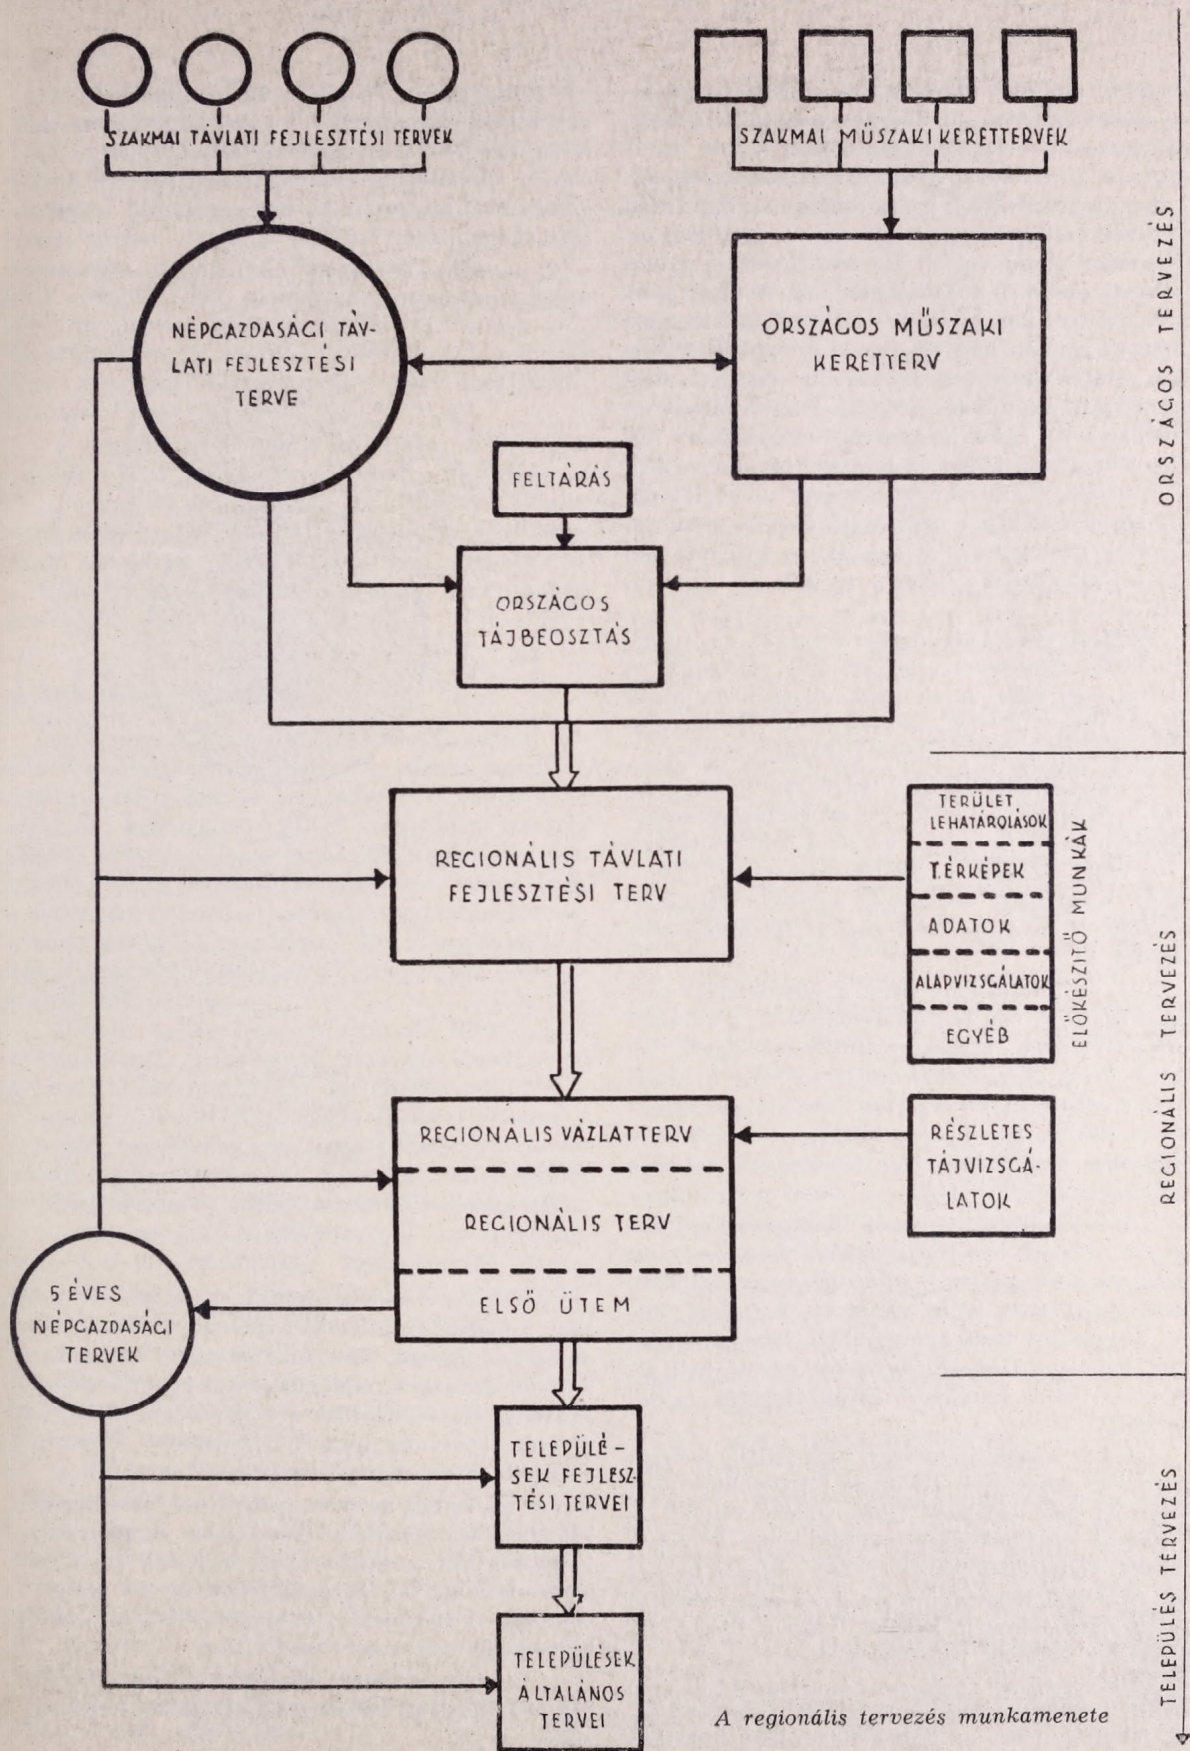 SZAKMAI TÁVLATI FEJLESZTÉSI TERVEK
SZAKMAI MŰSZAKI KERETTERVEK
NÉPGAZDASÁGI TÁV-
LATI FEJLESZTÉSI
TERVE
ORSZÁGOS MŰSZAKI
KERETTERV
FELTÁRÁS
ORSZÁGOS
TÁJBEOSZTÁS
ORSZÁGOS TERVEZÉS
REGIONÁLIS TÁVLATI
FEJLESZTÉSI TERV
TERÜLET
LEHATÁROLÁSOK
TÉRKÉPEK
ADATOK
ALAPVIZSGÁLATOK
EGYÉB
ELŐKÉSZITŐ MUNKÁK
REGIONÁLIS VÁZLATTERV
REGIONÁLIS TERV
ELSŐ ÜTEM
RÉSZLETES
TÁJVIZSGÁ-
LATOK
REGIONÁLIS TERVEZÉS
5 ÉVES
NÉPGAZDASÁGI
TERVEK
TELEPÜLÉ-
SEK FEJLESZ-
TÉSI TERVEI
TELEPÜLÉSEK
ÁLTALÁNOS
TERVEI
TELEPÜLÉS TERVEZÉS
A regionális tervezés munkamenete